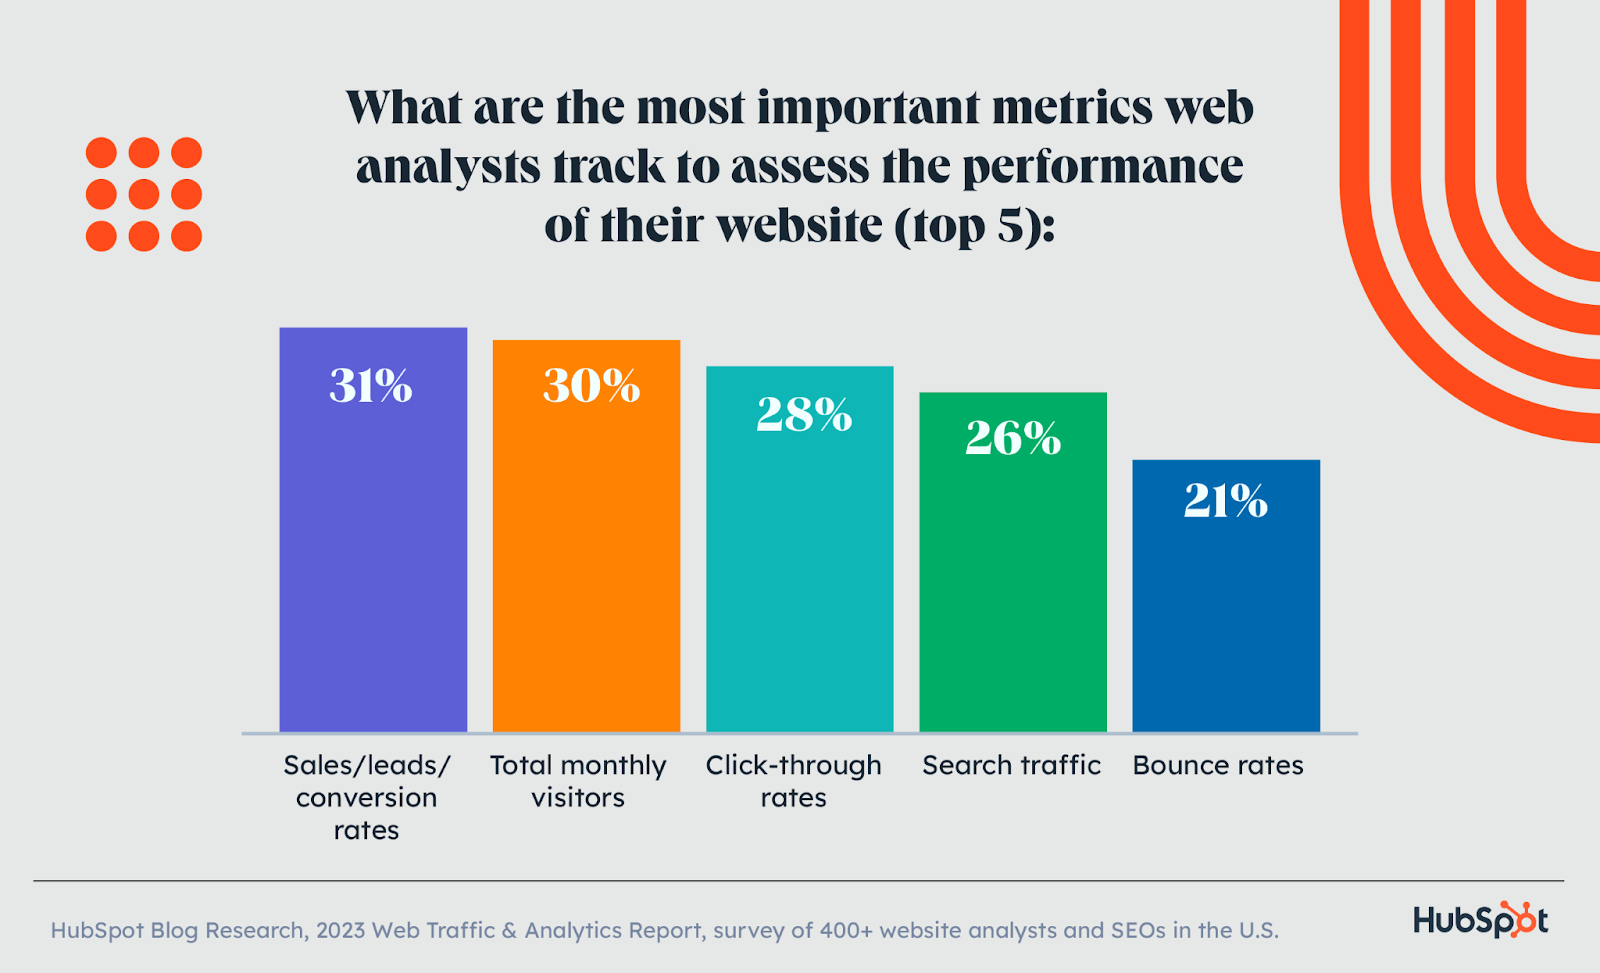 What are the most important metrics web
analysts track to assess the performance
of their website (top 5):
31%
30%
28%
26%
21%
Sales/leads/
conversion
rates
Total monthly
visitors
Click-through
rates
Search traffic
Bounce rates
HubSpot Blog Research, 2023 Web Traffic & Analytics Report, survey of 400+ website analysts and SEOs in the U.S.
HubSpot